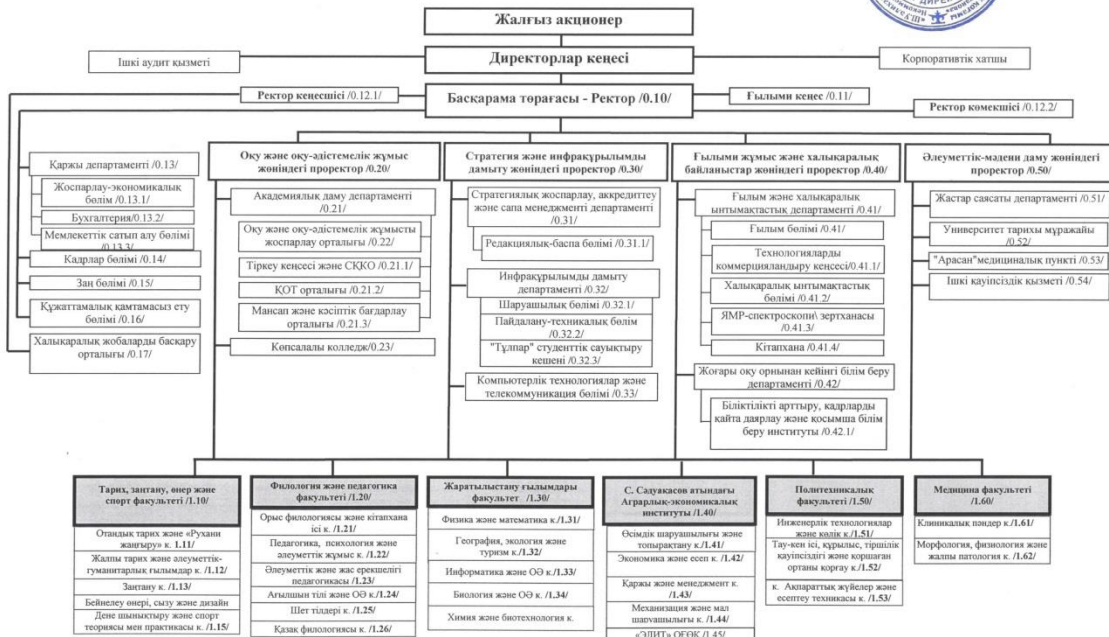 Жалғыз акционер
Директорлар кеңесі
Ішкі аудит қызметі
Корпоративтік хатшы
Ректор кеңесшісі /0.12.1/
Басқарама төрағасы - Ректор /0.10/
Ғылыми кеңес /0.11/
Ректор көмекшісі /0.12.2/
Қаржы департаменті /0.13/
Жоспарлау-экономикалық
бөлім /0.13.1/
Бухгалтерия/0.13.2/
Мемлекеттік сатып алу бөлімі
/0.13.3/
Кадрлар бөлімі /0.14/
Заң бөлімі /0.15/
Құжаттамалық қамтамасыз ету
бөлімі /0.16/
Халықаралық жобаларды басқару
орталығы /0.17/
Оқу және оқу-әдістемелік жұмыс
жөніндегі проректор /0.20/
Академиялық даму департаменті
/0.21/
Оқу және оқу-әдістемелік жұмысты
жоспарлау орталығы /0.22/
Тіркеу кеңсесі және СҚКО /0.21.1/
ҚОТ орталығы /0.21.2/
Мансап және кәсіптік бағдарлау
орталығы /0.21.3/
Көпсалалы колледж/0.23/
Стратегия және инфрақұрылымды
дамыту жөніндегі проректор /0.30/
Стратегиялық жоспарлау, аккредиттеу
және сапа менеджменті департаменті
/0.31/
Редакциялық-баспа бөлімі /0.31.1/
Инфрақұрылымды дамыту
департаменті /0.32/
Шаруашылық бөлімі /0.32.1/
Пайдалану-техникалық бөлім
/0.32.2/
"Тұлпар" студенттік сауықтыру
кешені /0.32.3/
Компьютерлік технологиялар және
телекоммуникация бөлімі /0.33/
Ғылыми жұмыс және халықаралық
байланыстар жөніндегі проректор /0.40/
Ғылым және халықаралық
ынтымақтастық департаменті /0.41/
Ғылым бөлімі /0.41/
Технологияларды
коммерцияландыру кеңсесі/0.41.1/
Халықаралық ынтымақтастық
бөлімі /0.41.2/
ЯМР-спектроскопи\ зертханасы
/0.41.3/
Кітапхана /0.41.4/
Жоғары оқу орнынан кейінгі білім беру
департаменті /0.42/
Біліктілікті арттыру, кадрларды
қайта даярлау және қосымша білім
беру институты /0.42.1/
Әлеуметтік-мәдени даму жөніндегі
проректор /0.50/
Жастар саясаты департаменті /0.51/
Университет тарихы мұражайы
/0.52/
"Арасан"медициналық пункті /0.53/
Ішкі қауіпсіздік қызметі /0.54/
Тарих, заңтану, өнер және
спорт факультеті /1.10/
Отандық тарих және «Рухани
жаңғыру» к. 1.11/
Жалпы тарих және әлеуметтік-
гуманитарлық ғылымдар к. /1.12/
Заңтану к. /1.13/
Бейнелеу өнері, сызу және дизайн
Дене шынықтыру және спорт
теориясы мен практикасы к. /1.15/
Филология және педагогика
факультеті /1.20/
Орыс филологиясы және кітапхана
ісі к. /1.21/
Педагогика, психология және
әлеуметтік жұмыс к. /1.22/
Әлеуметтік және жас ерекшелігі
педагогикасы к. /1.23/
Ағылшын тілі және ОӘ к. /1.24/
Шет тілдері к. /1.25/
Қазақ филологиясы к. /1.26/
Жаратылыстану ғылымдары
факультет /1.30/
Физика және математика к./1.31/
География, экология және
туризм к./1.32/
Информатика және ОӘ к. /1.33/
Биология және ОӘ к. /1.34/
Химия және биотехнология к.
С. Сәдуақасов атындағы
Аграрлық-экономикалық
институты /1.40/
Өсімдік шаруашылығы және
топырақтану к. /1.41/
Экономика және есеп к. /1.42/
Қаржы және менеджмент к.
/1.43/
Механизация және мал
шаруашылығы к. /1.44/
«ЭЛИТ» ОҒӨК /1.45/
Политехникалық
факультеті /1.50/
Инженерлік технологиялар
және көлік к. /1.51/
Тау-кен ісі, құрылыс, тіршілік
қауіпсіздігі және қоршаған
ортаны қорғау к. /1.52/
к. Ақпараттық жүйелер және
есептеу техникасы к. /1.53/
Медицина факультеті
/1.60/
Клиникалық пәндер к. /1.61/
Морфология, физиология және
жалпы патология к. /1.62/